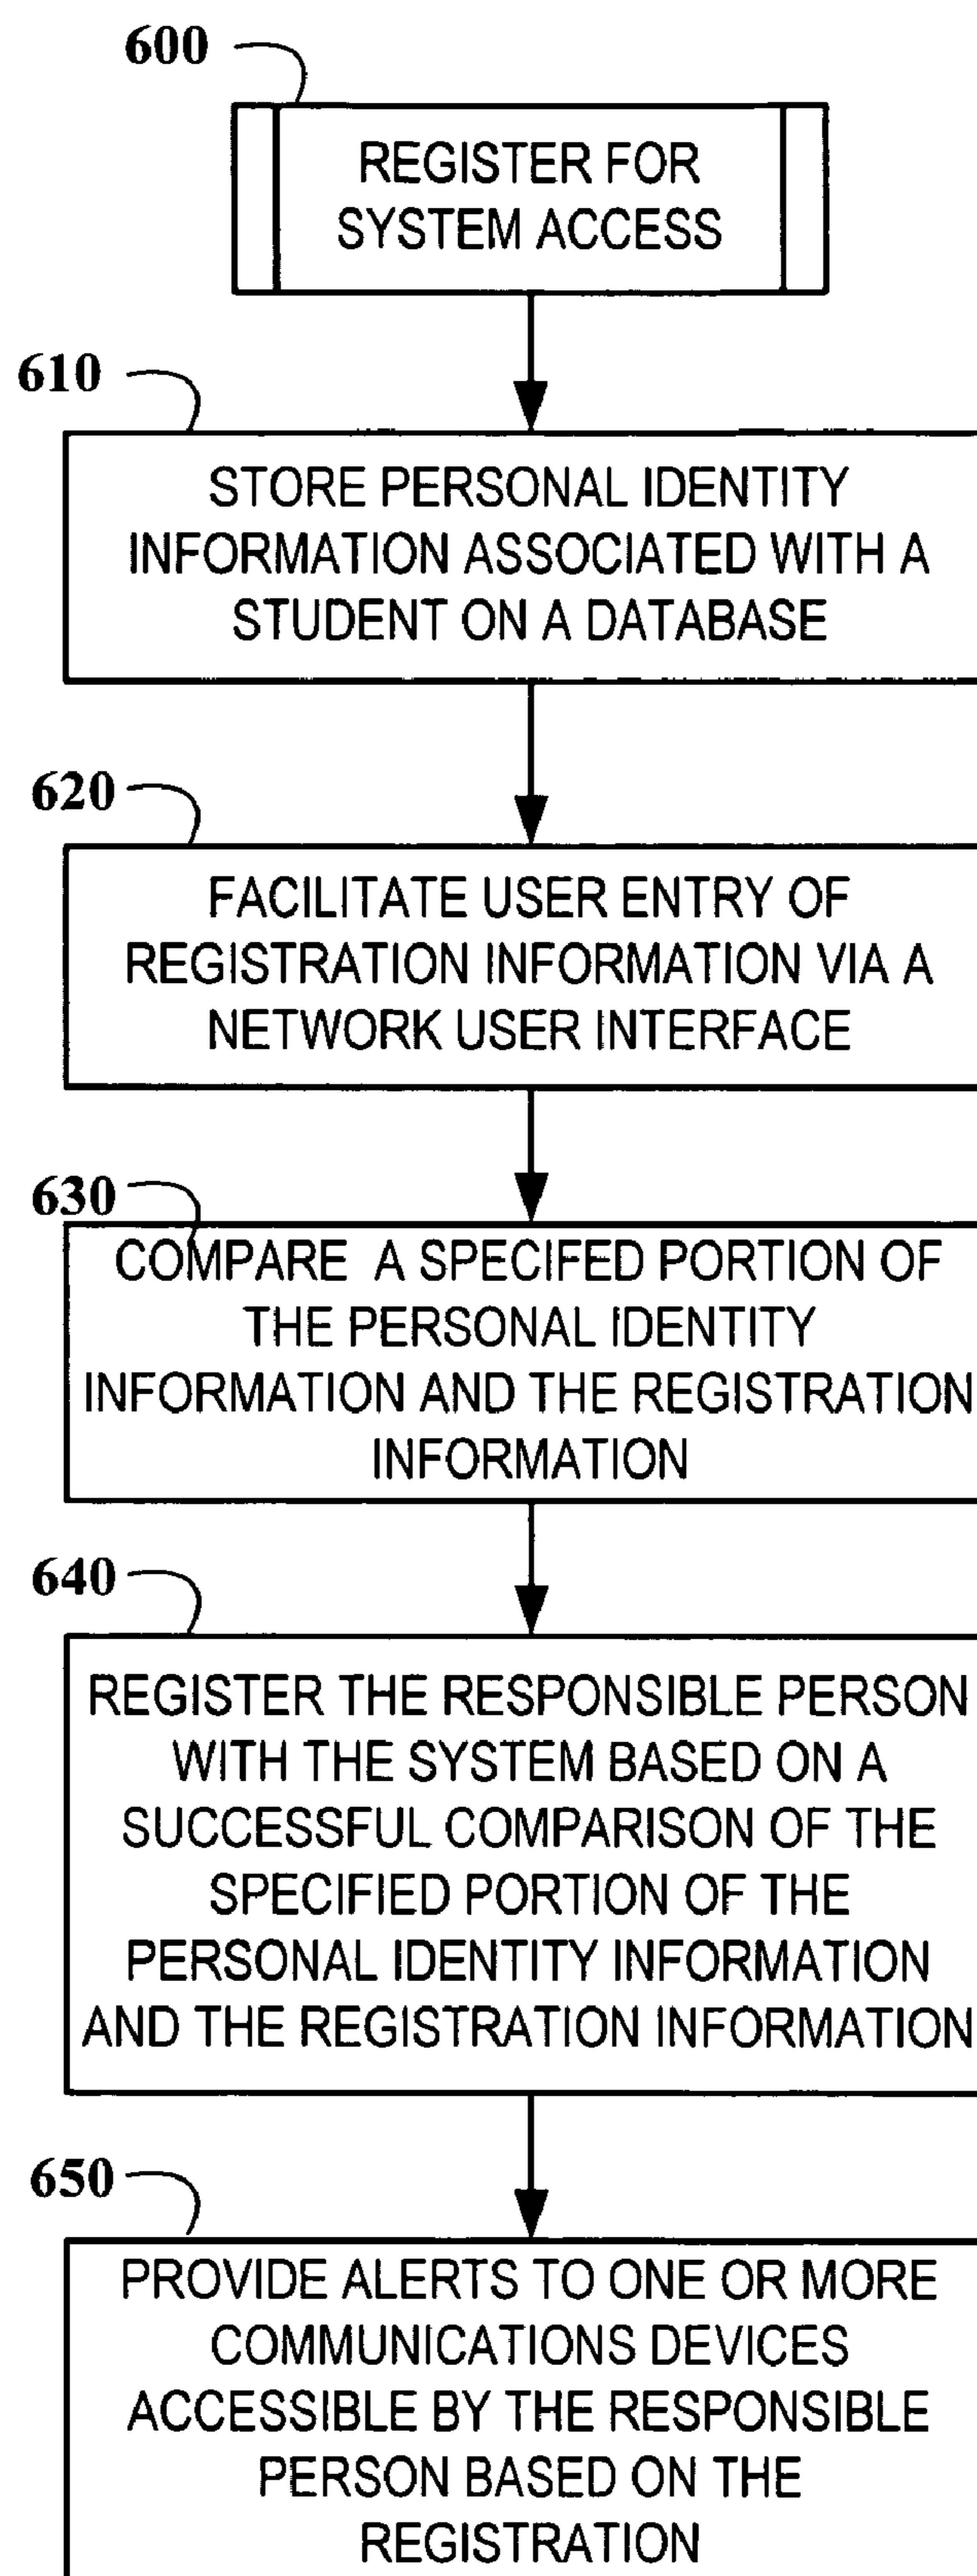 600
REGISTER FOR
SYSTEM ACCESS
610
STORE PERSONAL IDENTITY
INFORMATION ASSOCIATED WITH A
STUDENT ON A DATABASE
620
FACILITATE USER ENTRY OF
REGISTRATION INFORMATION VIA A
NETWORK USER INTERFACE
630
COMPARE A SPECIFED PORTION OF
THE PERSONAL IDENTITY
INFORMATION AND THE REGISTRATION
INFORMATION
640
REGISTER THE RESPONSIBLE PERSON
WITH THE SYSTEM BASED ON A
SUCCESSFUL COMPARISON OF THE
SPECIFIED PORTION OF THE
PERSONAL IDENTITY INFORMATION
AND THE REGISTRATION INFORMATION
650
PROVIDE ALERTS TO ONE OR MORE
COMMUNICATIONS DEVICES
ACCESSIBLE BY THE RESPONSIBLE
PERSON BASED ON THE
REGISTRATION